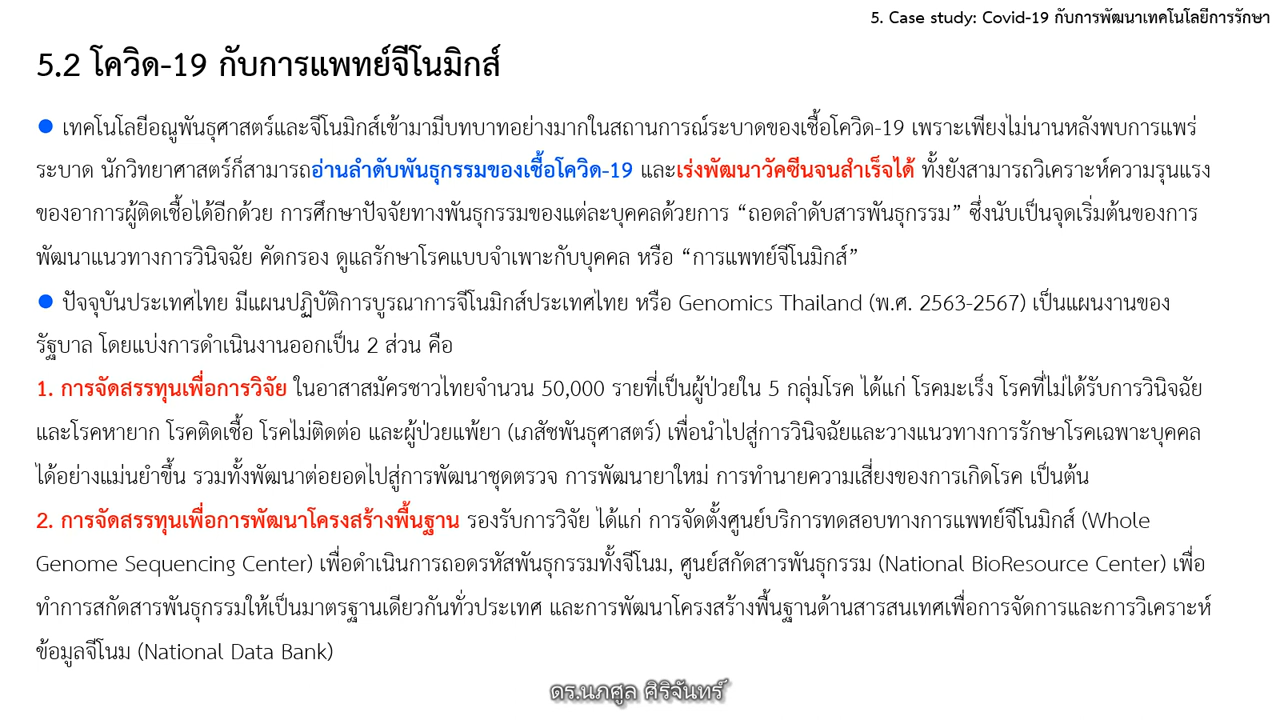 5. Case study: Covid-19 กับการพัฒนาเทคโนโลยีการรักษา
5.2 โควิด-19 กับการแพทย์จีโนมิกส์
● เทคโนโลยีอณูพันธุศาสตร์และจีโนมิกส์เข้ามามีบทบาทอย่างมากในสถานการณ์ระบาดของเชื้อโควิด-19 เพราะเพียงไม่นานหลังพบการแพร่
ระบาด นักวิทยาศาสตร์ก็สามารถอ่านลำดับพันธุกรรมของเชื้อโควิด-19 และเร่งพัฒนาวัคซีนจนสำเร็จได้ ทั้งยังสามารถวิเคราะห์ความรุนแรง
ของอาการผู้ติดเชื้อได้อีกด้วย การศึกษาปัจจัยทางพันธุกรรมของแต่ละบุคคลด้วยการ “ถอดลำดับสารพันธุกรรม” ซึ่งนับเป็นจุดเริ่มต้นของการ
พัฒนาแนวทางการวินิจฉัย คัดกรอง ดูแลรักษาโรคแบบจำเพาะกับบุคคล หรือ “การแพทย์จีโนมิกส์”
● ปัจจุบันประเทศไทย มีแผนปฏิบัติการบูรณาการจีโนมิกส์ประเทศไทย หรือ Genomics Thailand (พ.ศ. 2563-2567) เป็นแผนงานของ
รัฐบาล โดยแบ่งการดำเนินงานออกเป็น 2 ส่วน คือ
1. การจัดสรรทุนเพื่อการวิจัย ในอาสาสมัครชาวไทยจำนวน 50,000 รายที่เป็นผู้ป่วยใน 5 กลุ่มโรค ได้แก่ โรคมะเร็ง โรคที่ไม่ได้รับการวินิจฉัย
และโรคหายาก โรคติดเชื้อ โรคไม่ติดต่อ และผู้ป่วยแพ้ยา (เภสัชพันธุศาสตร์) เพื่อนำไปสู่การวินิจฉัยและวางแนวทางการรักษาโรคเฉพาะบุคคล
ได้อย่างแม่นยำขึ้น รวมทั้งพัฒนาต่อยอดไปสู่การพัฒนาชุดตรวจ การพัฒนายาใหม่ การทำนายความเสี่ยงของการเกิดโรค เป็นต้น
2. การจัดสรรทุนเพื่อการพัฒนาโครงสร้างพื้นฐาน รองรับการวิจัย ได้แก่ การจัดตั้งศูนย์บริการทดสอบทางการแพทย์จีโนมิกส์ (Whole
Genome Sequencing Center) เพื่อดำเนินการถอดรหัสพันธุกรรมทั้งจีโนม, ศูนย์สกัดสารพันธุกรรม (National BioResource Center) เพื่อ
ทำการสกัดสารพันธุกรรมให้เป็นมาตรฐานเดียวกันทั่วประเทศ และการพัฒนาโครงสร้างพื้นฐานด้านสารสนเทศเพื่อการจัดการและการวิเคราะห์
ข้อมูลจีโนม (National Data Bank)
ดร.นภศูล ศิริจันทร์